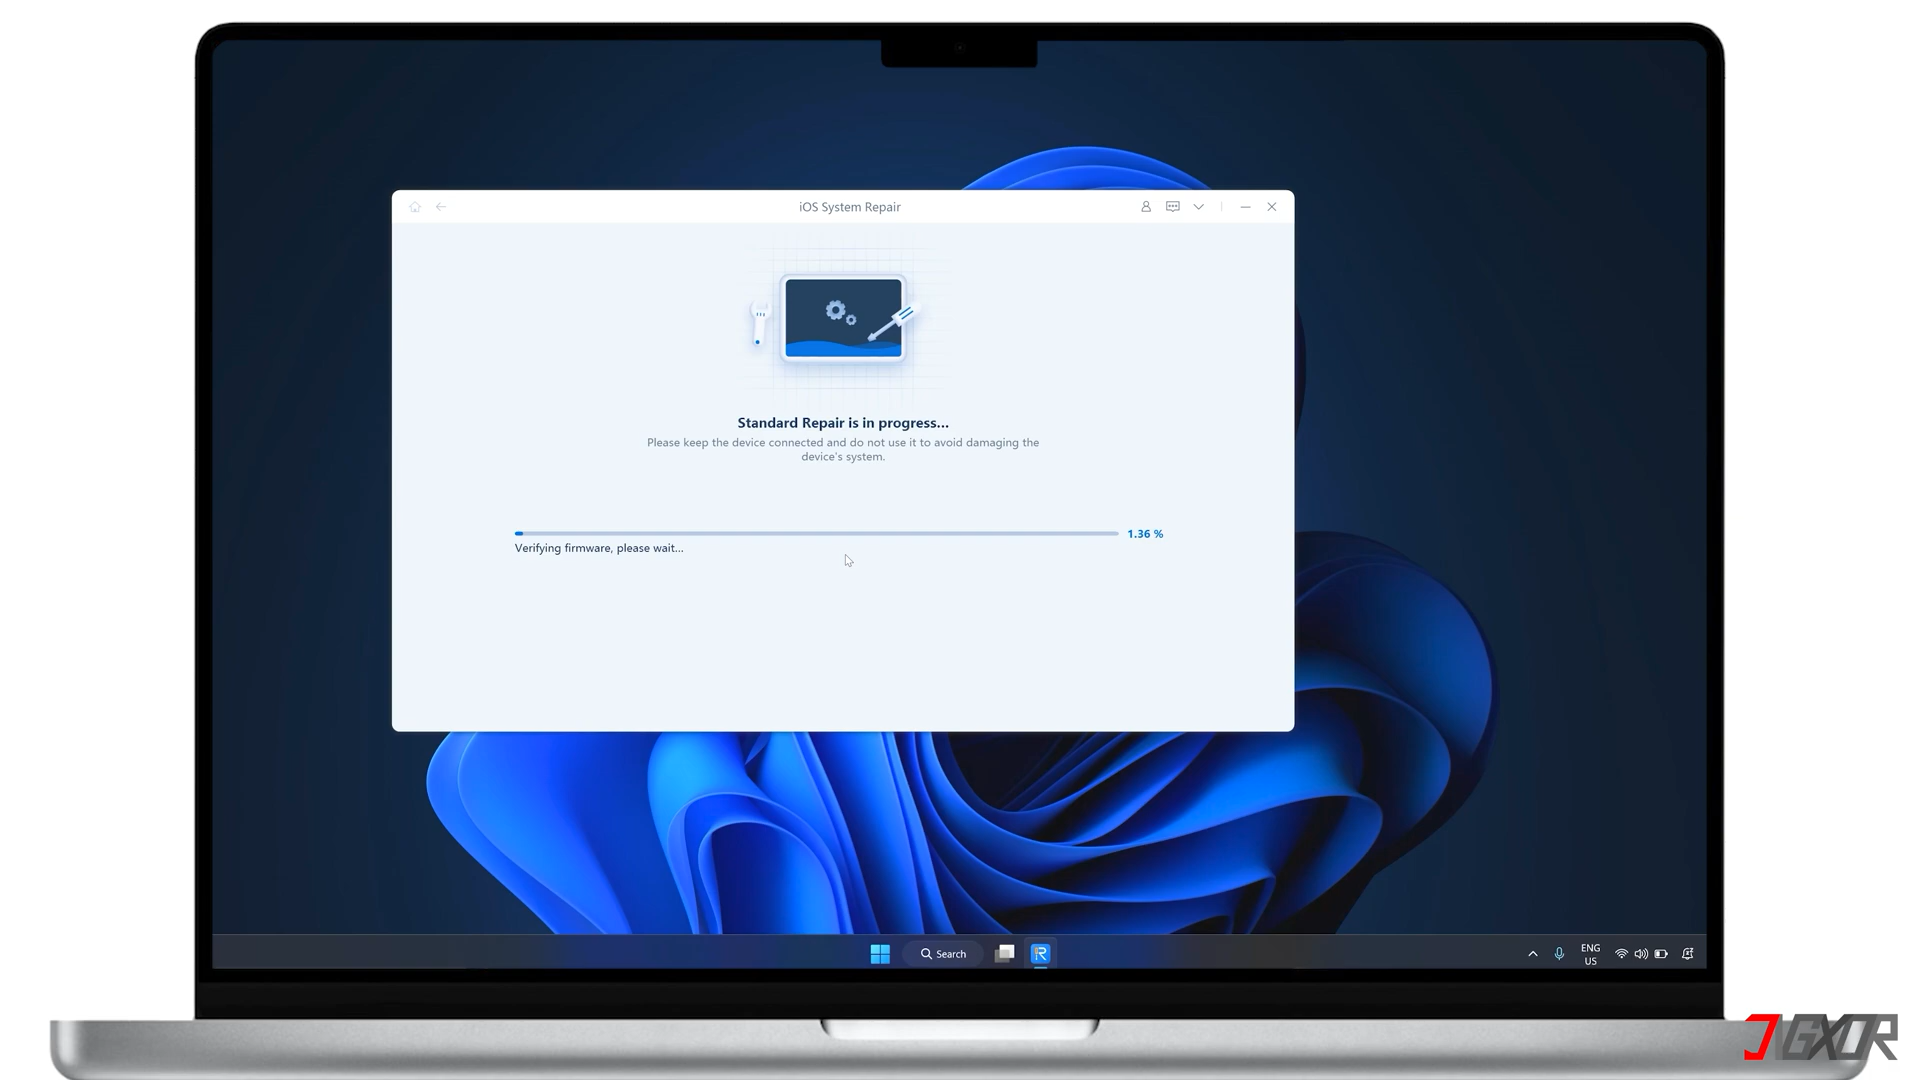 iOS System Repair
Standard Repair is in progress...
Please keep the device connected and do not use it to avoid damaging the
device's system.
1.36 %
Verifying firmware, please wait...
Search
ENG
US
JIGXOR